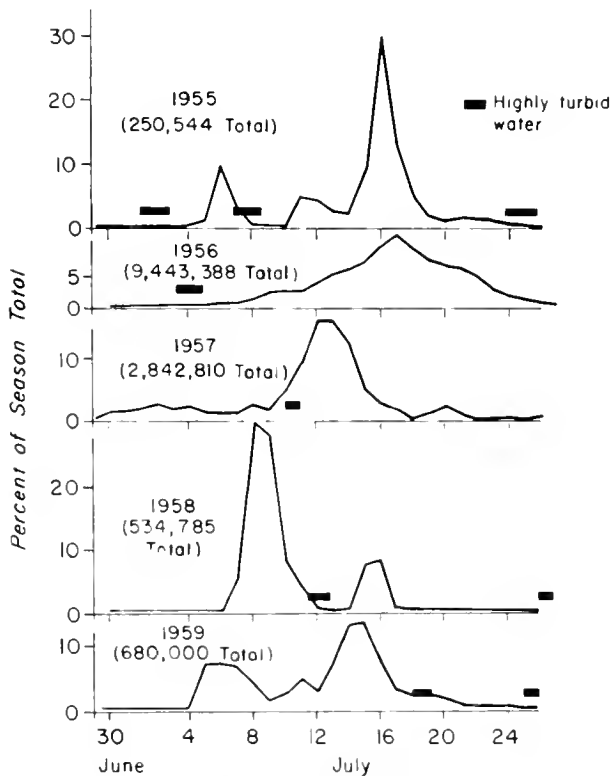 Percent of Season Total
30
20
10
0
1955
(250,544 Total)
Highly turbid
water
5
0
1956
(9,443,388 Total)
10
0
1957
(2,842,810 Total)
20
10
0
1958
(534,785
Total)
10
0
1959
(680,000 Total)
30 4 8 12 16 20 24
June July